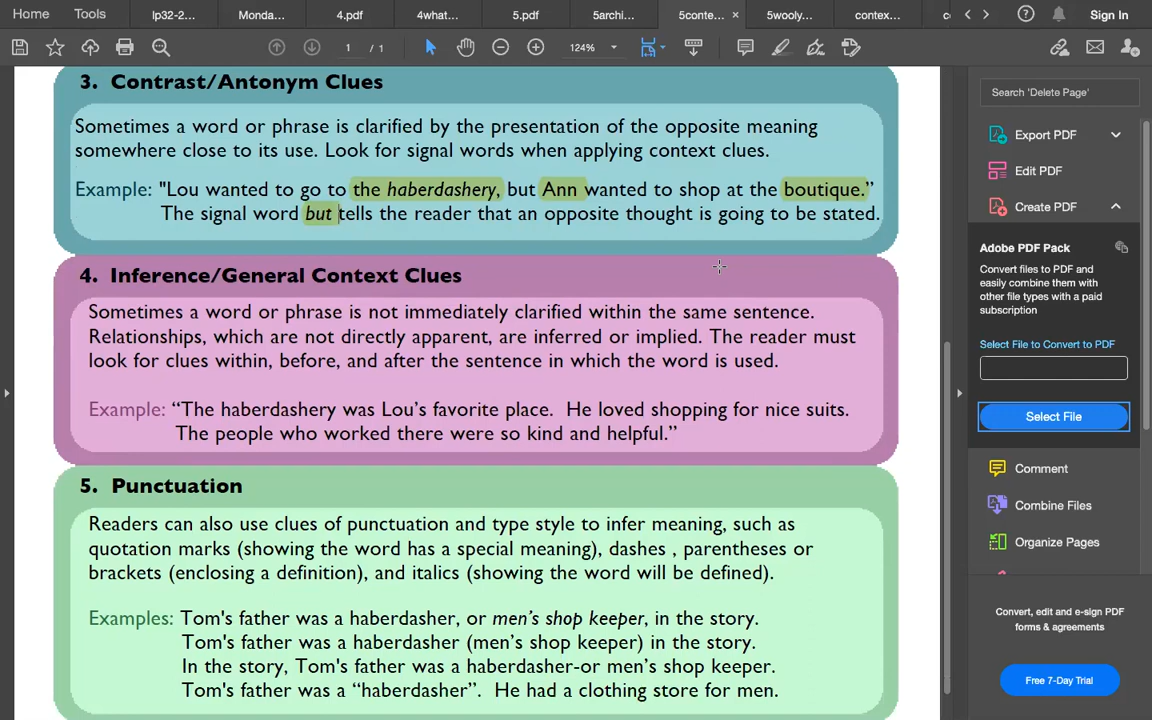 Home Tools lp32-2... Monda... 4.pdf 4what... 5.pdf 5archi... 5conte... × 5wooly... contex... Sign In
1 / 1 124%
3. Contrast/Antonym Clues
Sometimes a word or phrase is clarified by the presentation of the opposite meaning
somewhere close to its use. Look for signal words when applying context clues.
Example: "Lou wanted to go to the haberdashery, but Ann wanted to shop at the boutique.”
The signal word but tells the reader that an opposite thought is going to be stated.
4. Inference/General Context Clues
Sometimes a word or phrase is not immediately clarified within the same sentence.
Relationships, which are not directly apparent, are inferred or implied. The reader must
look for clues within, before, and after the sentence in which the word is used.
Example: “The haberdashery was Lou’s favorite place. He loved shopping for nice suits.
The people who worked there were so kind and helpful.”
5. Punctuation
Readers can also use clues of punctuation and type style to infer meaning, such as
quotation marks (showing the word has a special meaning), dashes , parentheses or
brackets (enclosing a definition), and italics (showing the word will be defined).
Examples: Tom's father was a haberdasher, or men’s shop keeper, in the story.
Tom's father was a haberdasher (men’s shop keeper) in the story.
In the story, Tom's father was a haberdasher-or men’s shop keeper.
Tom's father was a “haberdasher”. He had a clothing store for men.
Search 'Delete Page'
Export PDF
Edit PDF
Create PDF
Adobe PDF Pack
Convert files to PDF and
easily combine them with
other file types with a paid
subscription
Select File to Convert to PDF
Select File
Comment
Combine Files
Organize Pages
Convert, edit and e-sign PDF
forms & agreements
Free 7-Day Trial